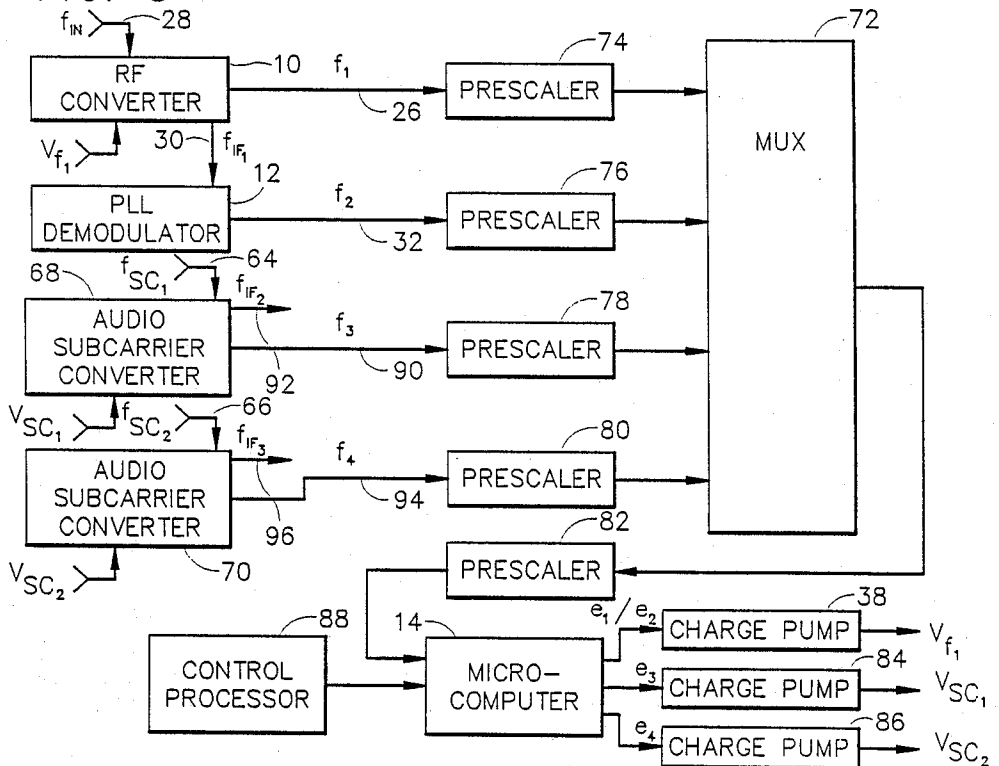 f_IN
28
72
10
74
RF
CONVERTER
f_1
26
PRESCALER
MUX
V_f1
30
f_IF1
12
76
PLL
DEMODULATOR
f_2
32
PRESCALER
64
f_SC1
68
f_IF2
78
AUDIO
SUBCARRIER
CONVERTER
f_3
92
90
PRESCALER
V_SC1
f_SC2
66
f_IF3
80
AUDIO
SUBCARRIER
CONVERTER
f_4
96
94
PRESCALER
V_SC2
70
82
PRESCALER
88
14
e_1/e_2
38
CHARGE PUMP
V_f1
CONTROL
PROCESSOR
MICRO-
COMPUTER
84
e_3
CHARGE PUMP
V_SC1
86
e_4
CHARGE PUMP
V_SC2